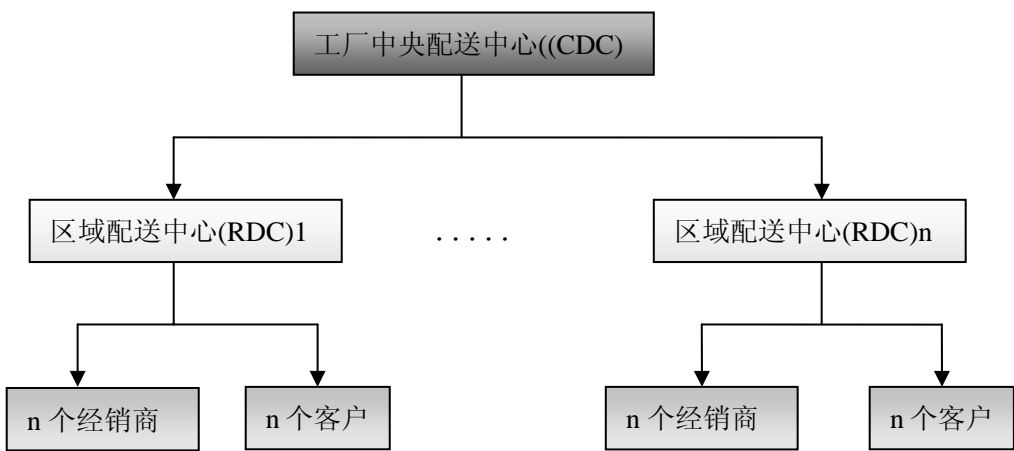 工厂中央配送中心((CDC)
区域配送中心(RDC)1
. . . . .
区域配送中心(RDC)n
n 个经销商
n 个客户
n 个经销商
n 个客户